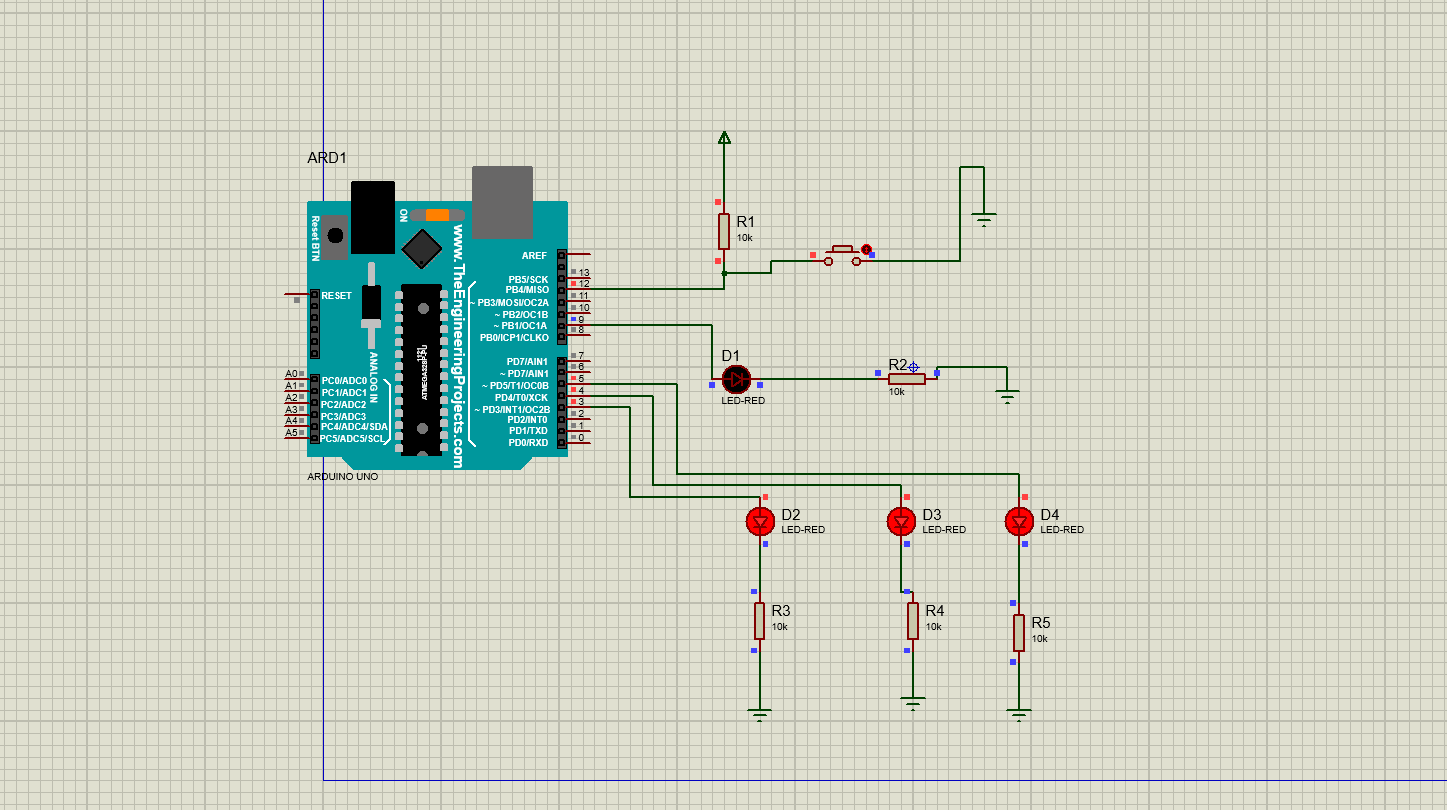 ARD1
ON
Reset BTN
www.TheEngineeringProjects.com
RESET
ANALOG IN
ATMEGA328P-PU
1121
AREF
PB5/SCK
13
PB4/MISO
12
~ PB3/MOSI/OC2A
11
~ PB2/OC1B
10
~ PB1/OC1A
9
PB0/ICP1/CLKO
8
PD7/AIN1
7
~ PD7/AIN1
6
~ PD5/T1/OC0B
5
PD4/T0/XCK
4
~ PD3/INT1/OC2B
3
PD2/INT0
2
PD1/TXD
1
PD0/RXD
0
A0
PC0/ADC0
A1
PC1/ADC1
A2
PC2/ADC2
A3
PC3/ADC3
A4
PC4/ADC4/SDA
A5
PC5/ADC5/SCL
ARDUINO UNO
R1
10k
D1
LED-RED
R2
10k
D2
LED-RED
D3
LED-RED
D4
LED-RED
R3
10k
R4
10k
R5
10k